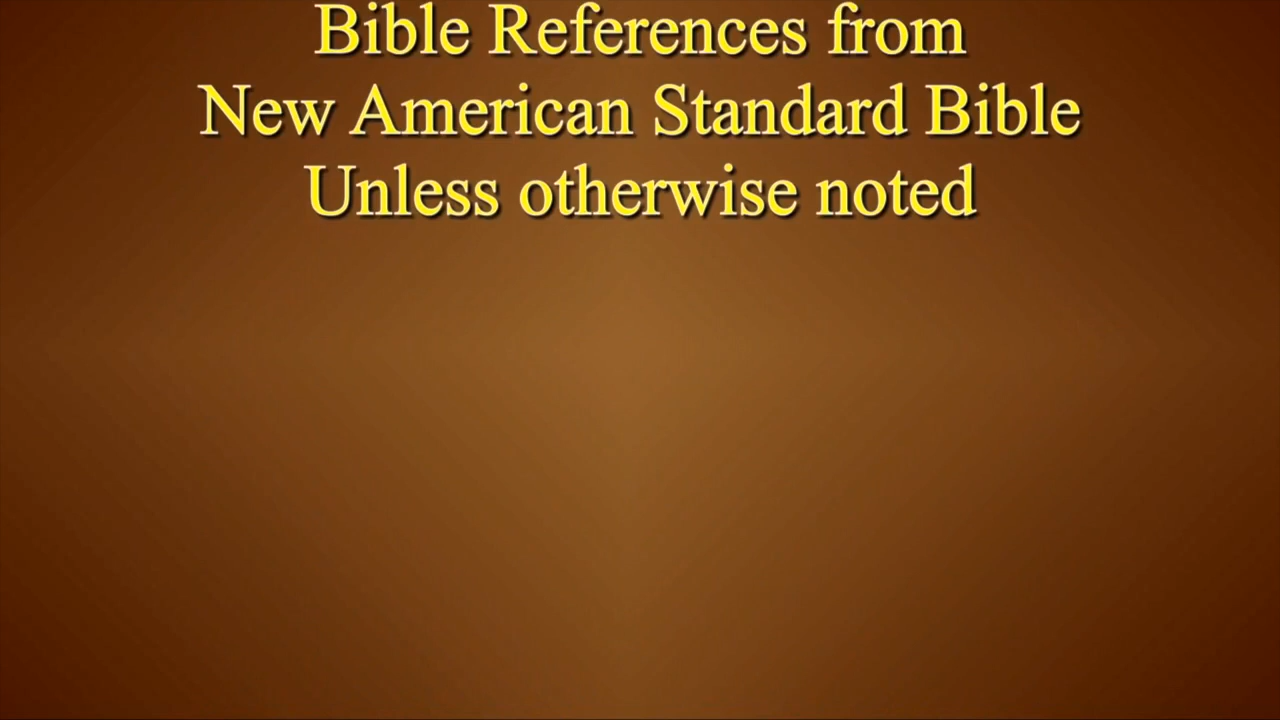 Bible References from
New American Standard Bible
Unless otherwise noted